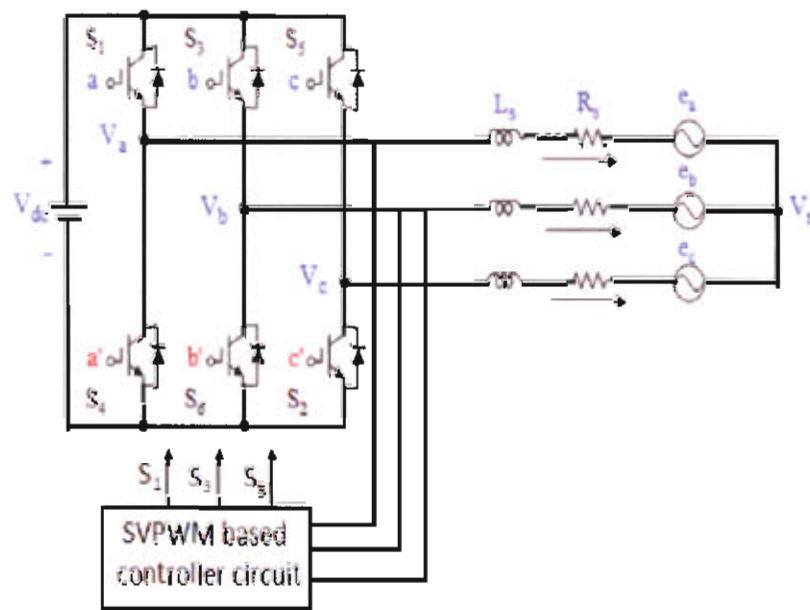 S1 S3 S5
a b c
Va
Ls Rs ea
+
Vdc
-
Vb
eb
Vc
ec
a' b' c'
S4 S6 S2
S1 S3
SVPWM based
controller circuit